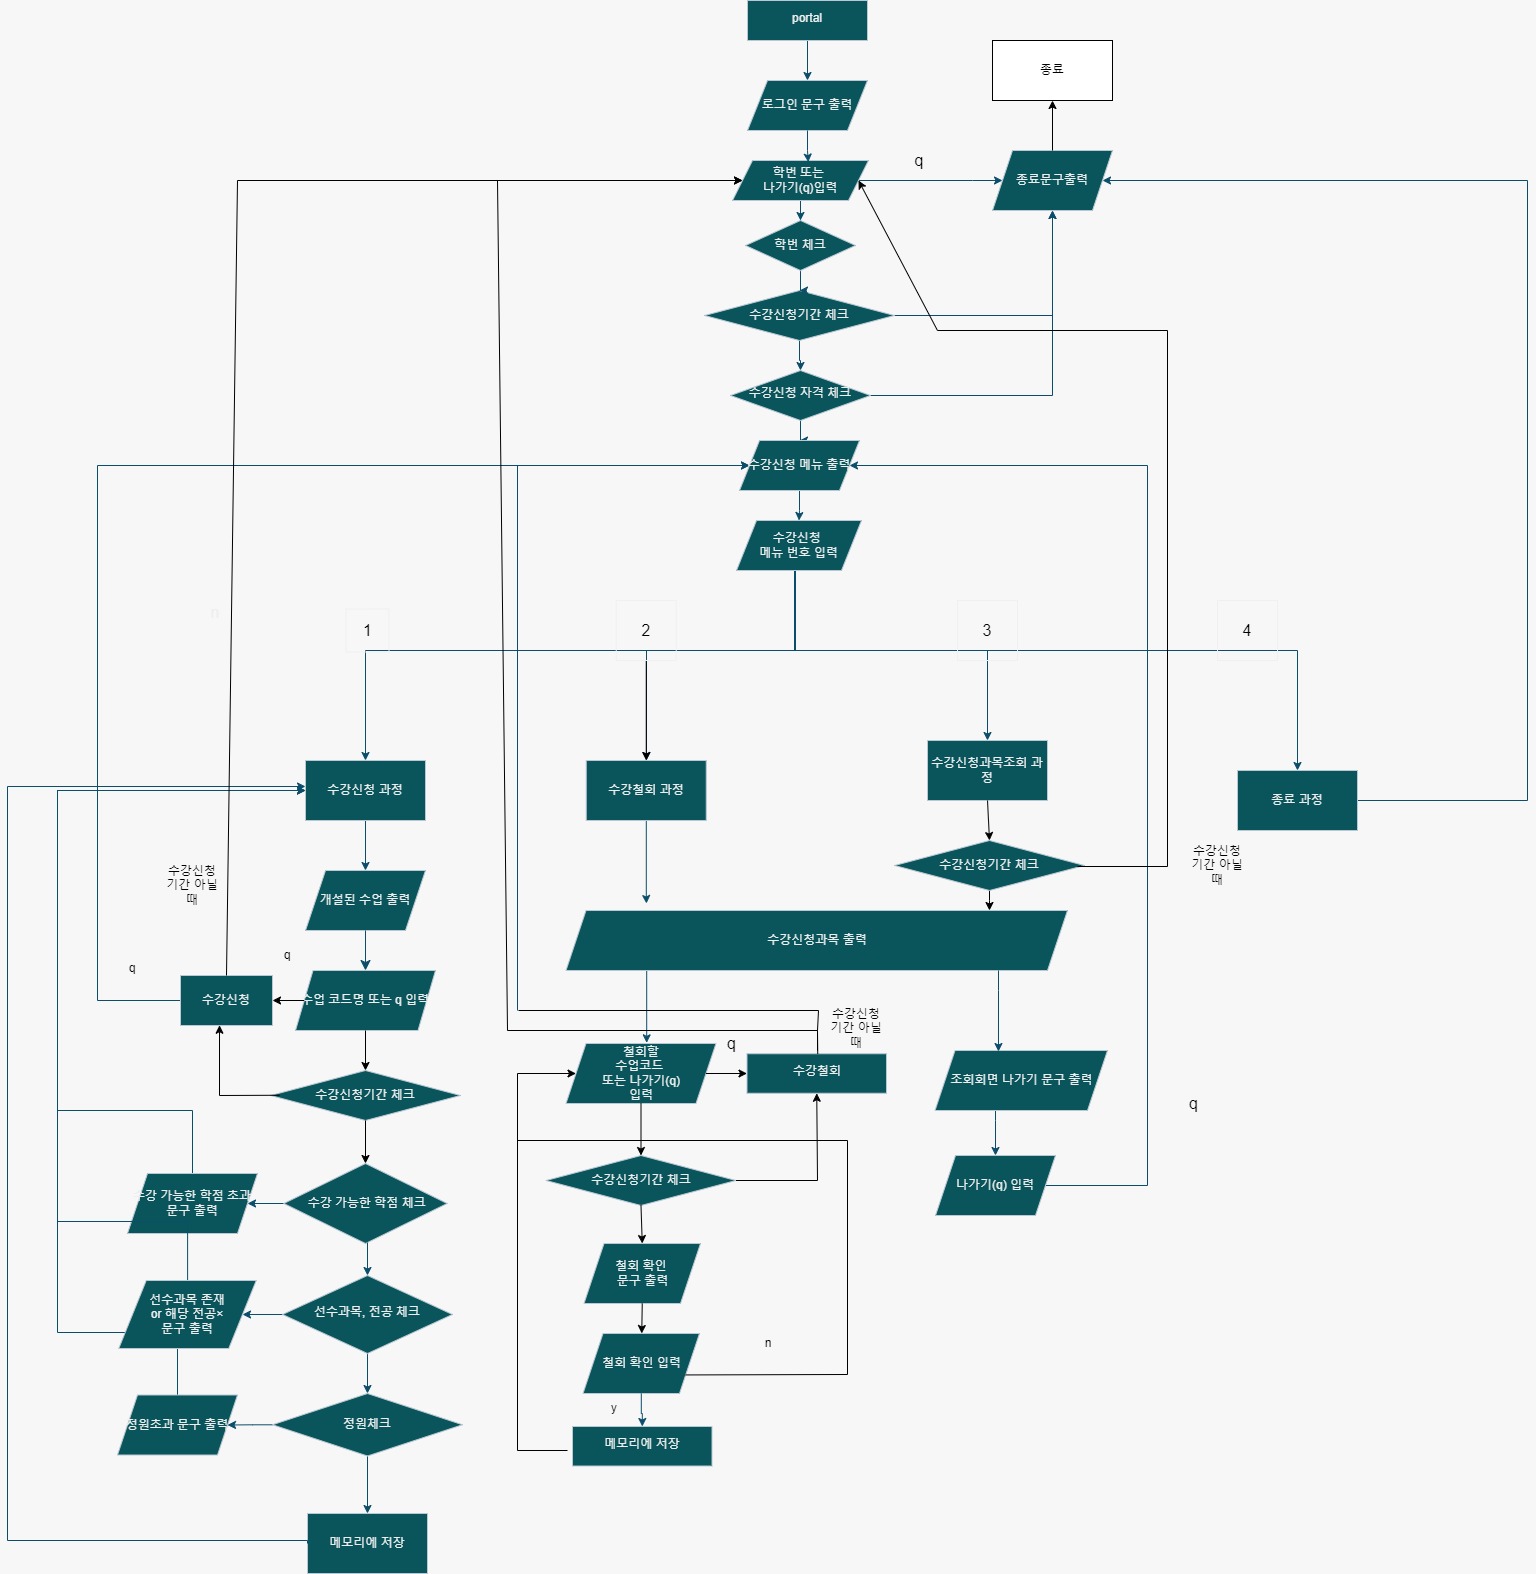 portal
종료
로그인 문구 출력
학번 또는
나가기(q)입력
q
종료문구출력
학번 체크
수강신청기간 체크
수강신청 자격 체크
수강신청 메뉴 출력
수강신청
메뉴 번호 입력
n
1
2
3
4
수강신청 과정
수강철회 과정
수강신청과목조회 과
정
종료 과정
수강신청
기간 아닐
때
개설된 수업 출력
수강신청기간 체크
수강신청
기간 아닐
때
수강신청과목 출력
q
q
수강신청
수업 코드명 또는 q 입력
수강신청
기간 아닐
때
철회할
수업코드
또는 나가기(q)
입력
q
수강철회
조회회면 나가기 문구 출력
수강신청기간 체크
q
수강 가능한 학점 초과
문구 출력
수강 가능한 학점 체크
수강신청기간 체크
나가기(q) 입력
선수과목 존재
or 해당 전공×
문구 출력
선수과목, 전공 체크
철회 확인
문구 출력
철회 확인 입력
n
정원초과 문구 출력
정원체크
y
메모리에 저장
메모리에 저장